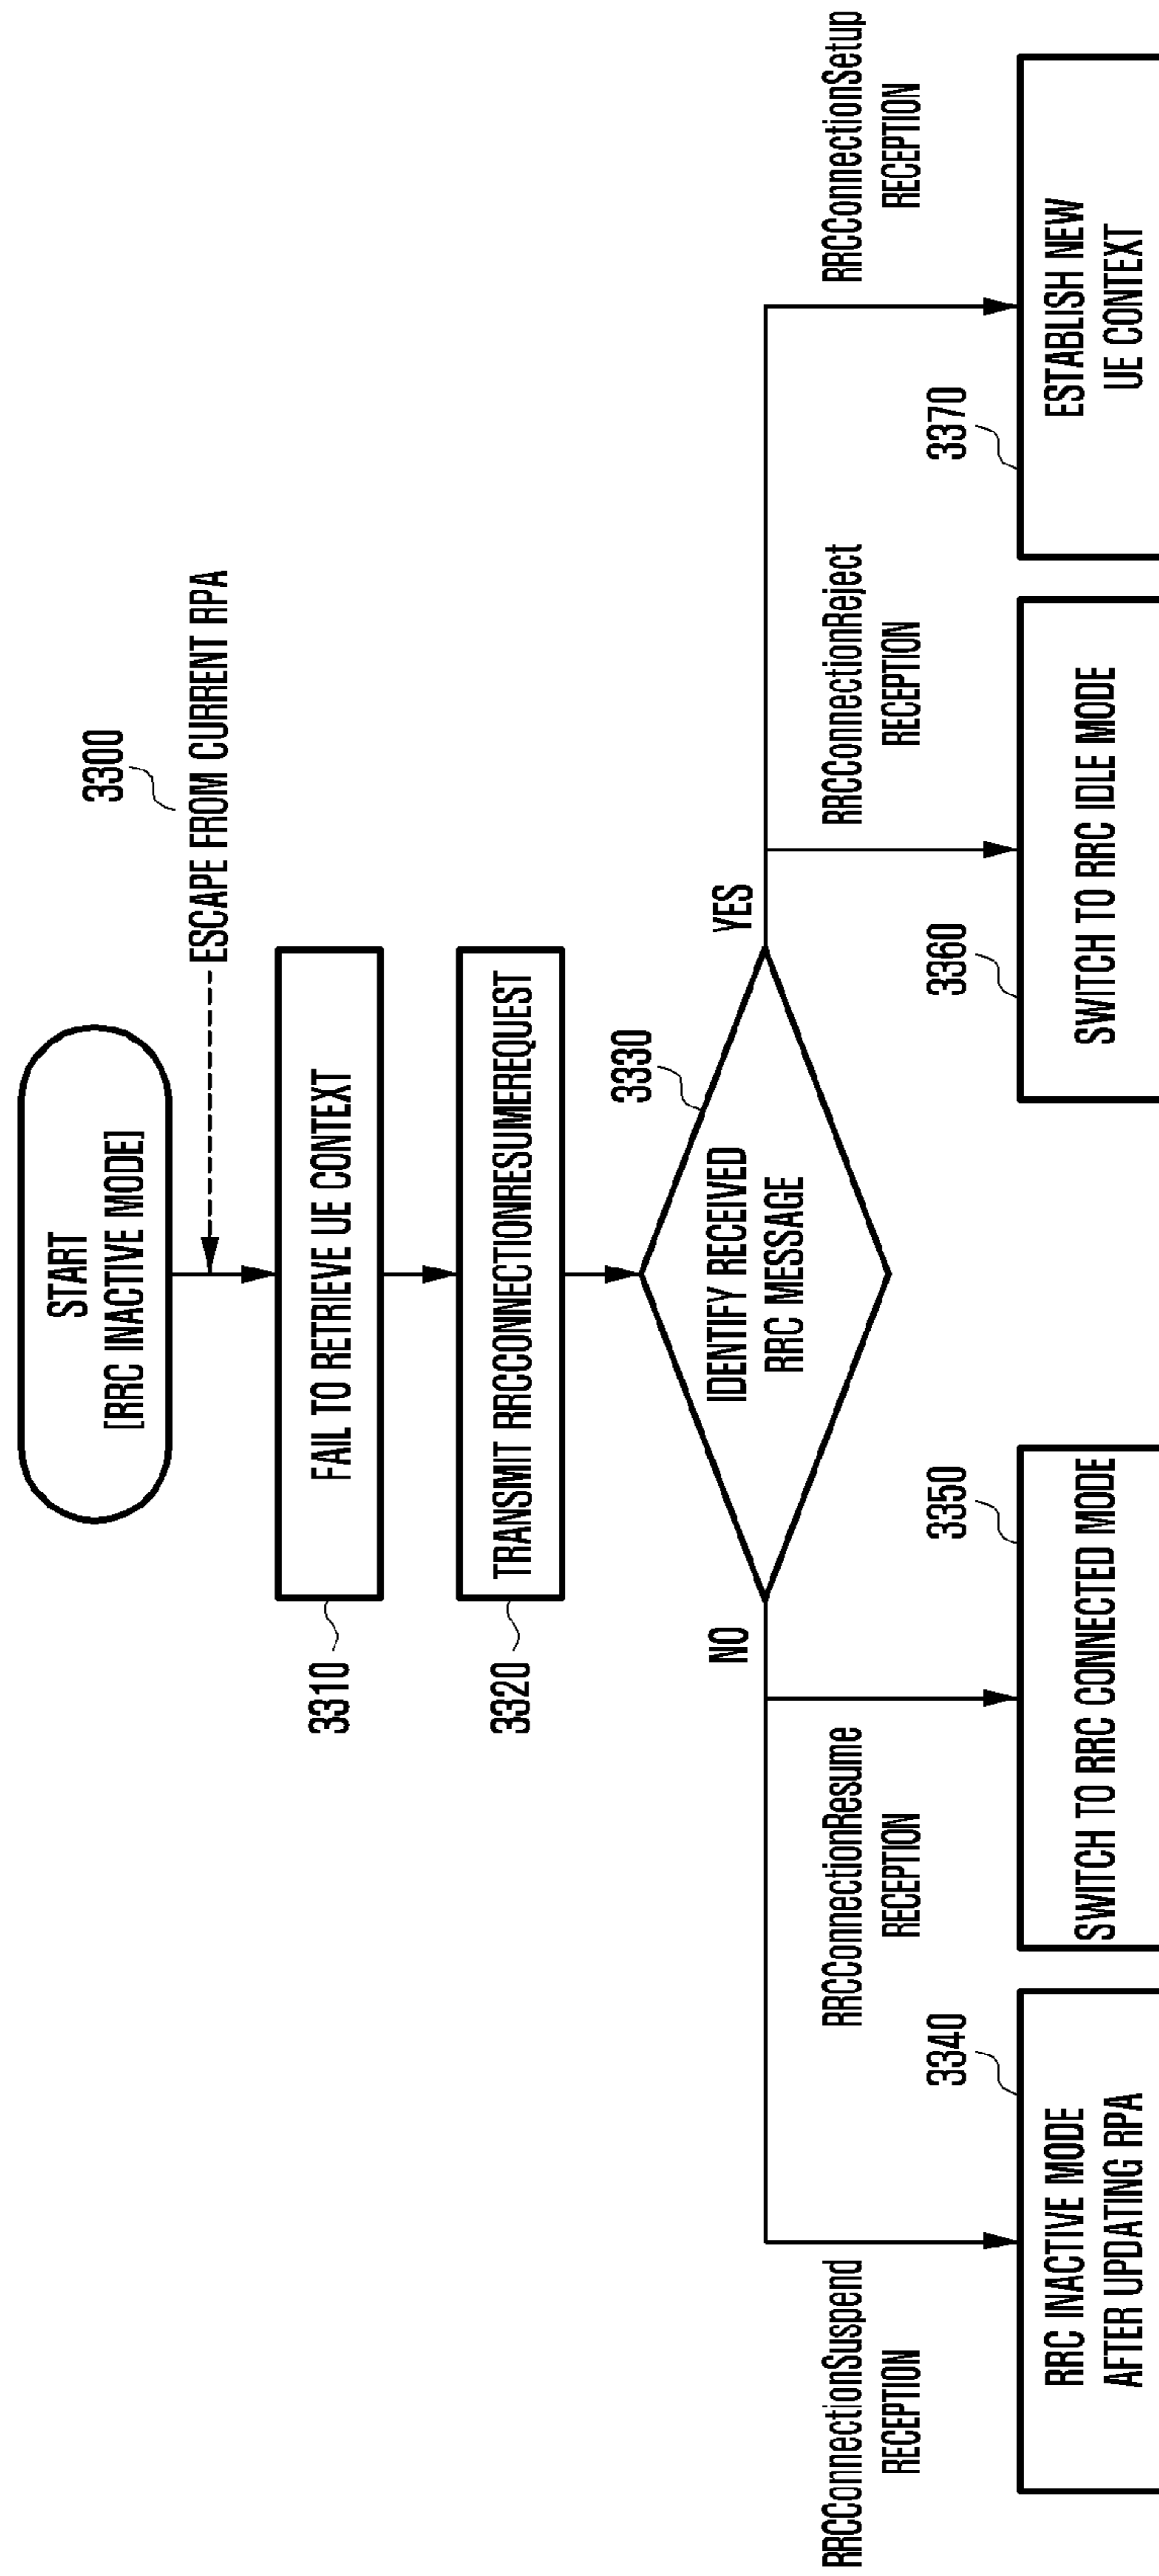 START
[RRC INACTIVE MODE]
3300
ESCAPE FROM CURRENT RPA
3310
FAIL TO RETRIEVE UE CONTEXT
3320
TRANSMIT RRCCONNECTIONRESUMEREQUEST
3330
IDENTIFY RECEIVED
RRC MESSAGE
NO
YES
RRCConnectionSuspend
RECEPTION
RRCConnectionResume
RECEPTION
RRCConnectionReject
RECEPTION
RRCConnectionSetup
RECEPTION
3340
RRC INACTIVE MODE
AFTER UPDATING RPA
3350
SWITCH TO RRC CONNECTED MODE
3360
SWITCH TO RRC IDLE MODE
3370
ESTABLISH NEW
UE CONTEXT